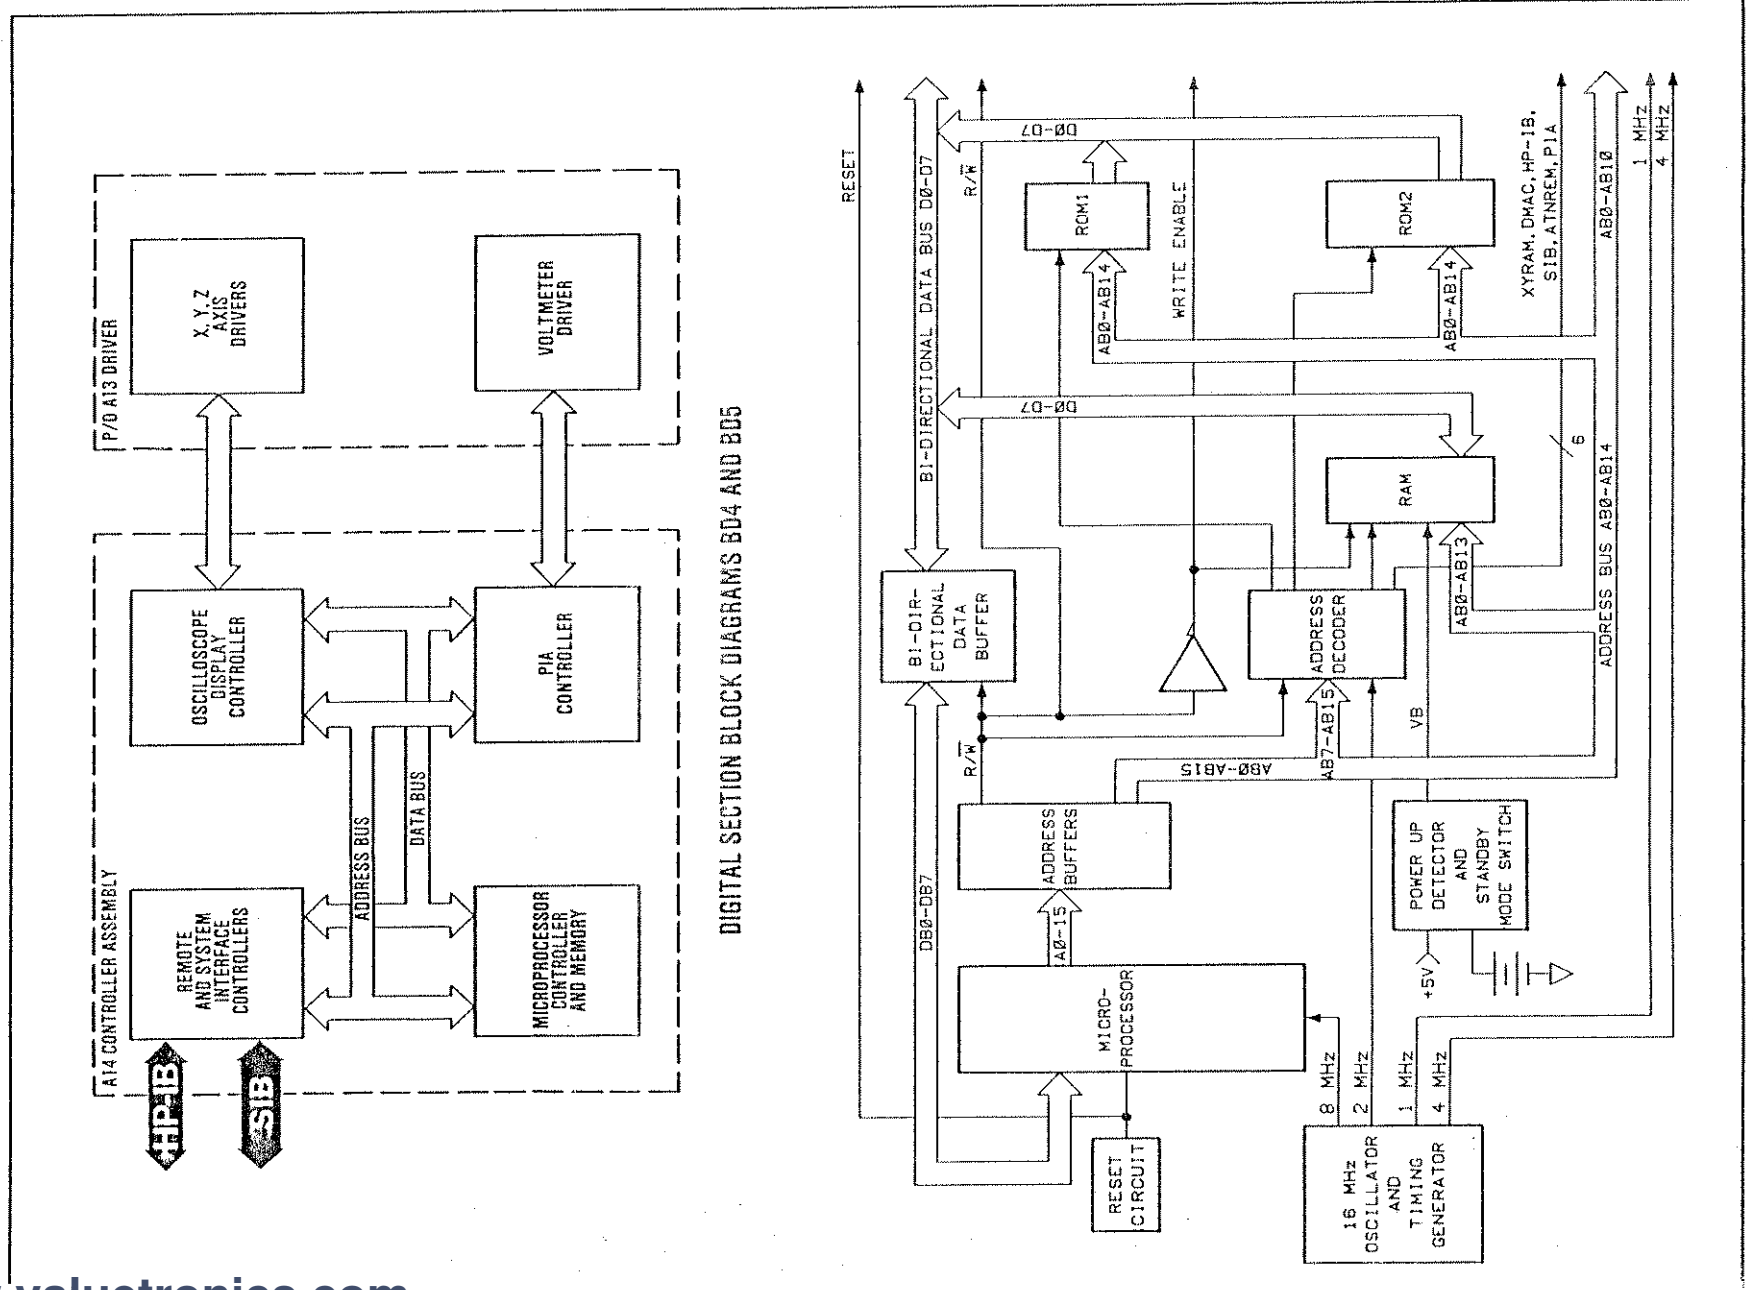 P/O A13 DRIVER
X, Y, Z
AXIS
DRIVERS
VOLTMETER
DRIVER
A14 CONTROLLER ASSEMBLY
OSCILLOSCOPE
DISPLAY
CONTROLLER
PIA
CONTROLLER
ADDRESS BUS
DATA BUS
REMOTE
AND SYSTEM
INTERFACE
CONTROLLERS
MICROPROCESSOR
CONTROLLER
AND MEMORY
HP-IB
SIB
DIGITAL SECTION BLOCK DIAGRAMS BD4 AND BD5
RESET
BI-DIRECTIONAL DATA BUS D0-D7
R/W̅
WRITE ENABLE
D0-D7
ROM1
ROM2
AB0-AB14
AB0-AB14
XYRAM, DMAC, HP-IB,
SIB, ATNREM, PIA
AB0-AB10
1 MHz
4 MHz
D0-D7
RAM
6
AB0-AB13
ADDRESS BUS AB0-AB14
BI-DIR-
ECTIONAL
DATA
BUFFER
ADDRESS
DECODER
R/W̅
AB7-AB15
AB0-AB15
VB
DB0-DB7
ADDRESS
BUFFERS
A0-15
POWER UP
DETECTOR
AND
STANDBY
MODE SWITCH
+5V
MICRO-
PROCESSOR
8 MHz
2 MHz
1 MHz
4 MHz
RESET
CIRCUIT
16 MHz
OSCILLATOR
AND
TIMING
GENERATOR
.valuetronics.com